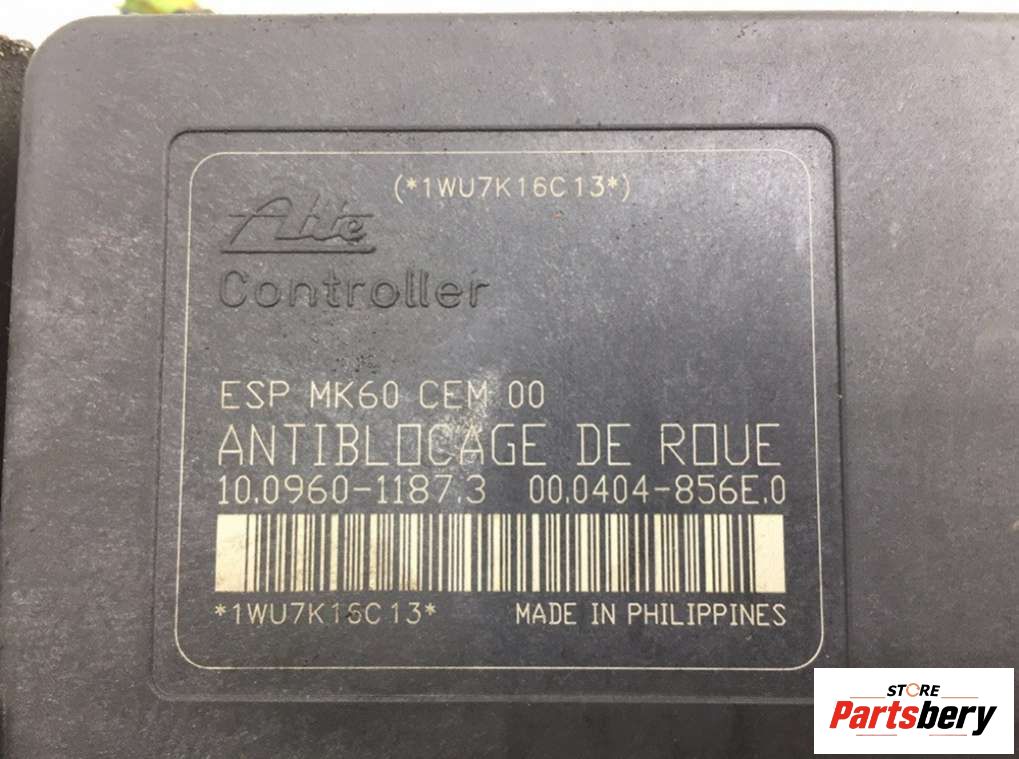 (*1WU7K16C13*)
Ate
Controller
ESP MK60 CEM 00
ANTIBLOCAGE DE ROUE
10.0960-1187.3 00.0404-856E.0
*1WU7K16C13*
MADE IN PHILIPPINES
STORE
Partsbery